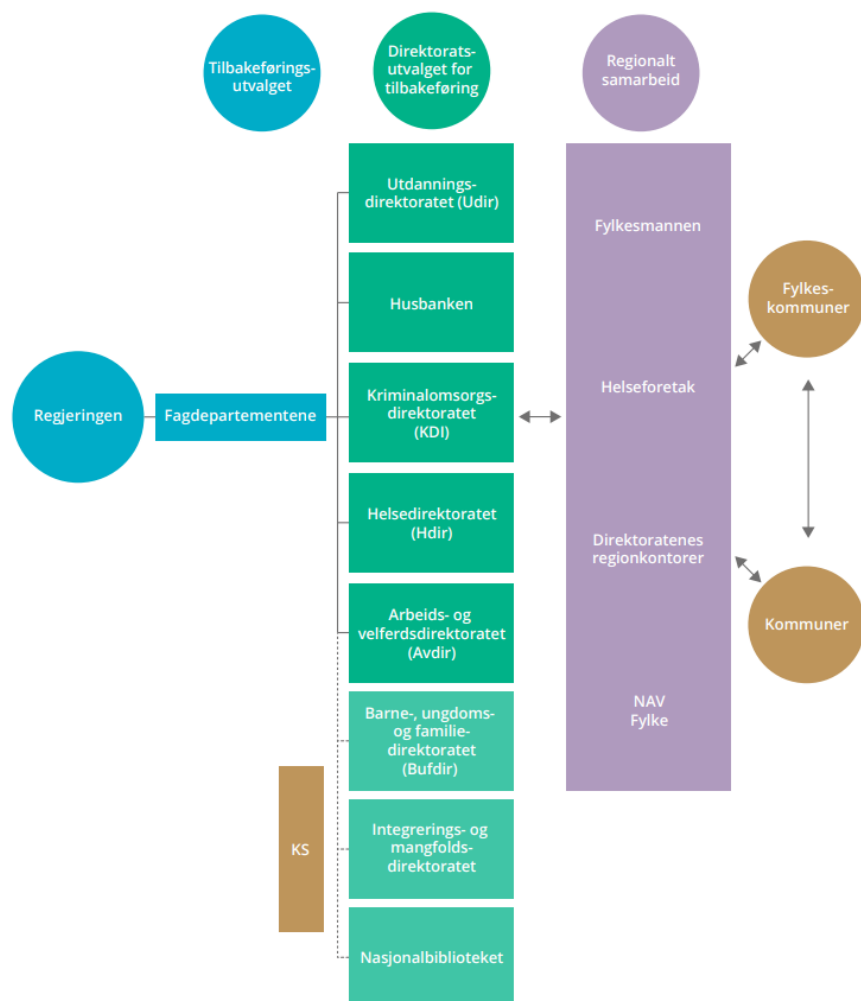 Tilbakeførings-
utvalget
Direktorats-
utvalget for
tilbakeføring
Regionalt
samarbeid
Regjeringen
Fagdepartementene
Utdannings-
direktoratet (Udir)
Husbanken
Kriminalomsorgs-
direktoratet
(KDI)
Helsedirektoratet
(Hdir)
Arbeids- og
velferdsdirektoratet
(Avdir)
Barne-, ungdoms-
og familie-
direktoratet
(Bufdir)
Integrerings- og
mangfolds-
direktoratet
Nasjonalbiblioteket
KS
Fylkesmannen
Helseforetak
Direktoratenes
regionkontorer
NAV
Fylke
Fylkes-
kommuner
Kommuner